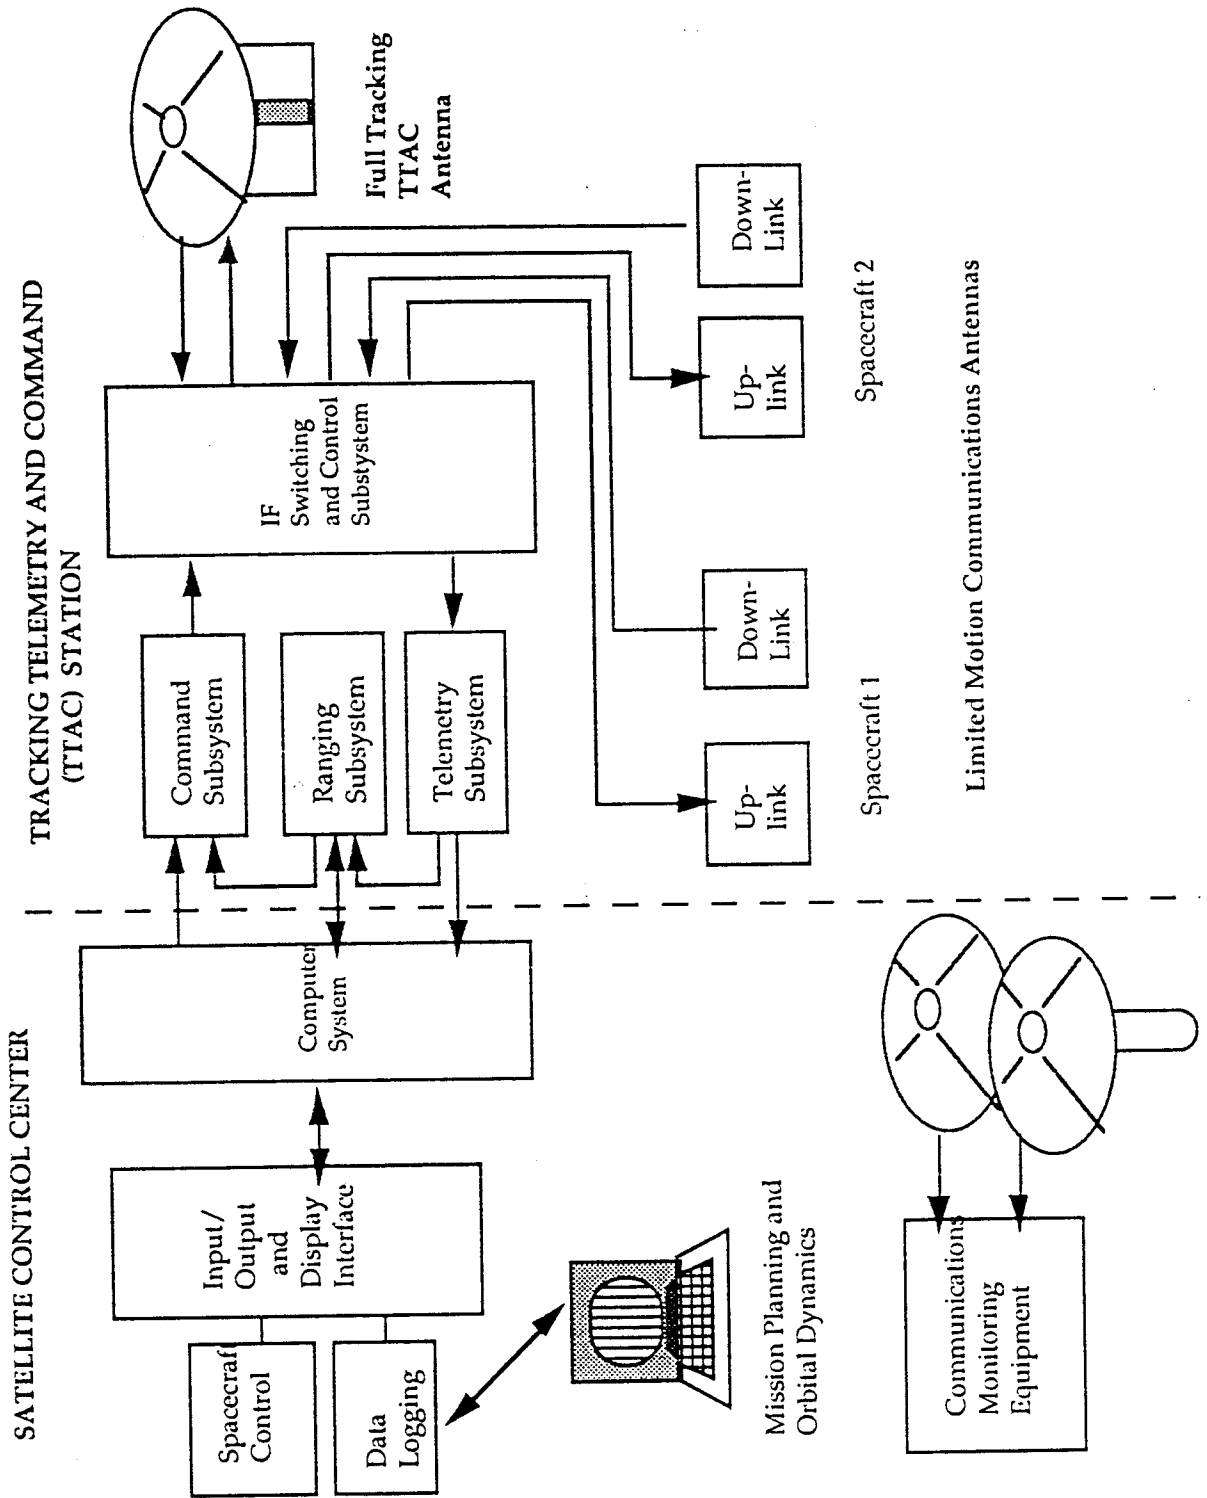 SATELLITE CONTROL CENTER
TRACKING TELEMETRY AND COMMAND
(TTAC) STATION
Spacecraft
Control
Data
Logging
Input/
Output
and
Display
Interface
Computer
System
Command
Subsystem
Ranging
Subsystem
Telemetry
Subsystem
IF
Switching
and Control
Substystem
Full Tracking
TTAC
Antenna
Mission Planning and
Orbital Dynamics
Up-
link
Down-
Link
Up-
link
Down-
Link
Spacecraft 1
Spacecraft 2
Communications
Monitoring
Equipment
Limited Motion Communications Antennas